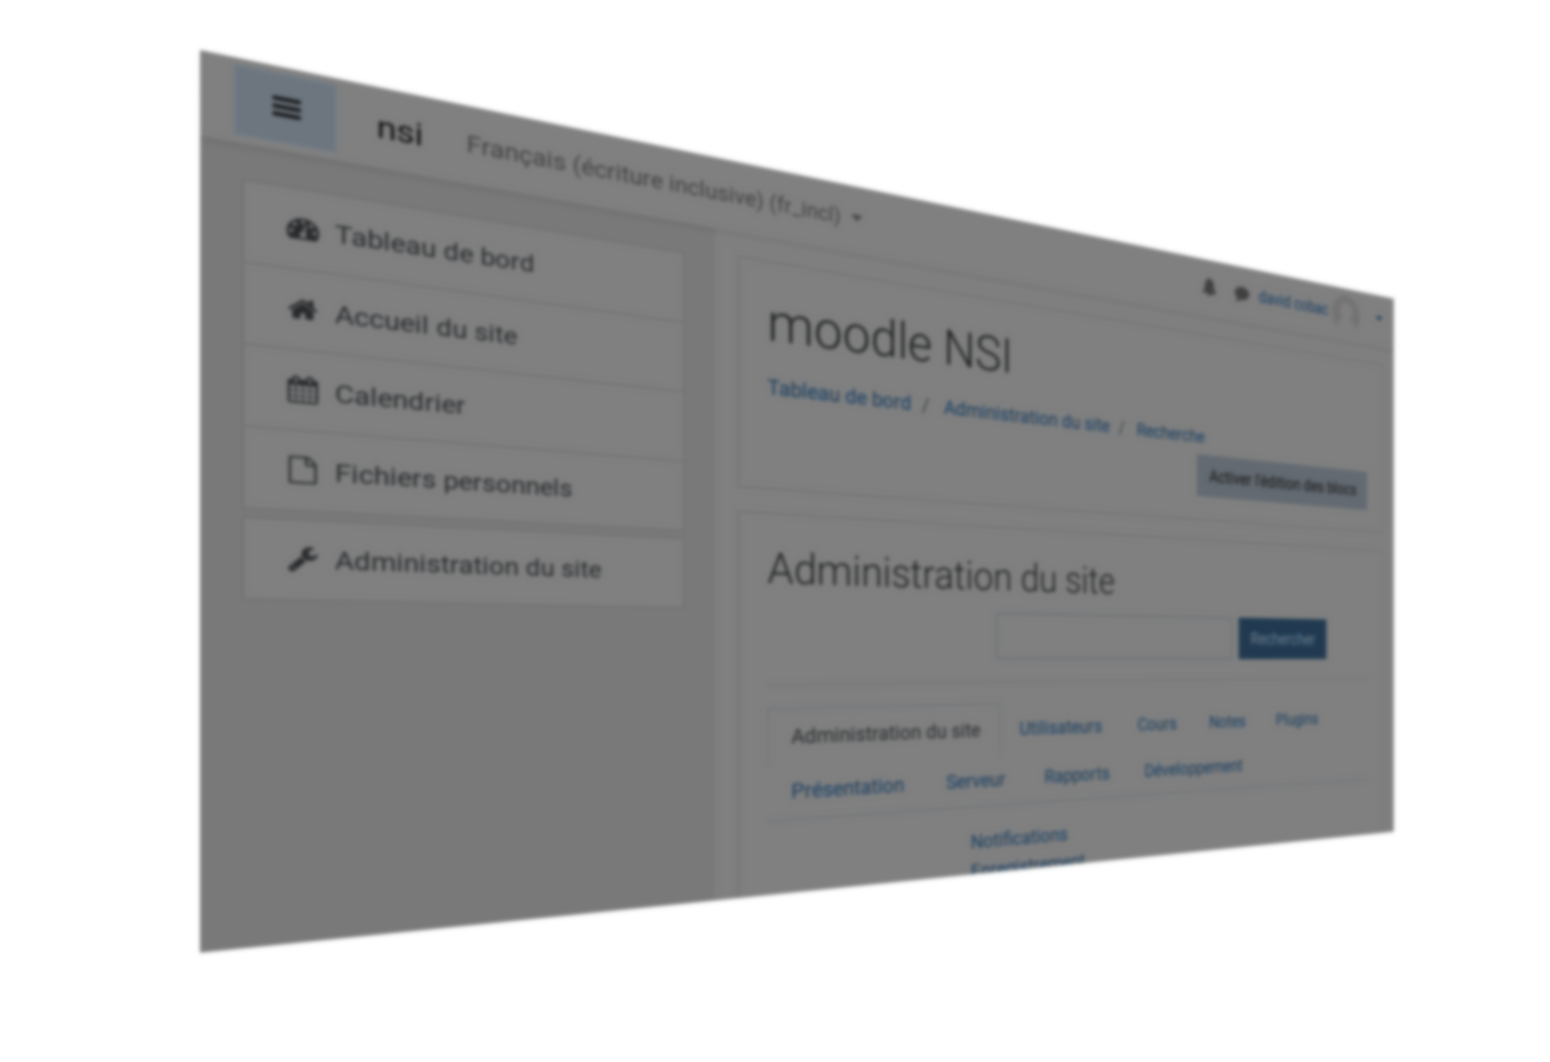 nsi Français (écriture inclusive) (fr_incl)
david cobac
Tableau de bord
Accueil du site
Calendrier
Fichiers personnels
Administration du site
moodle NSI
Tableau de bord / Administration du site / Recherche
Activer l'édition des blocs
Administration du site
Rechercher
Administration du site Utilisateurs Cours Notes Plugins
Présentation Serveur Rapports Développement
Notifications
Enregistrement